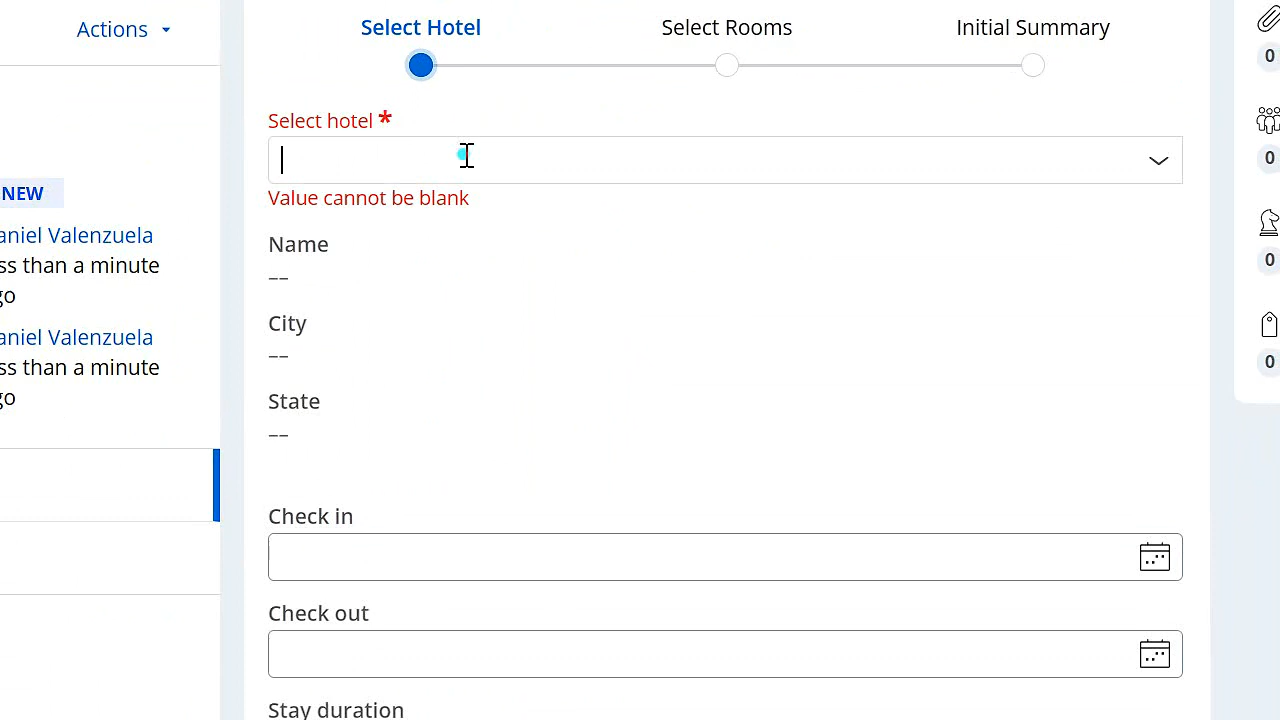 Actions
NEW
aniel Valenzuela
ss than a minute
go
aniel Valenzuela
ss than a minute
go
Select Hotel
Select Rooms
Initial Summary
Select hotel *
Value cannot be blank
Name
––
City
––
State
––
Check in
Check out
Stay duration
0
0
0
0